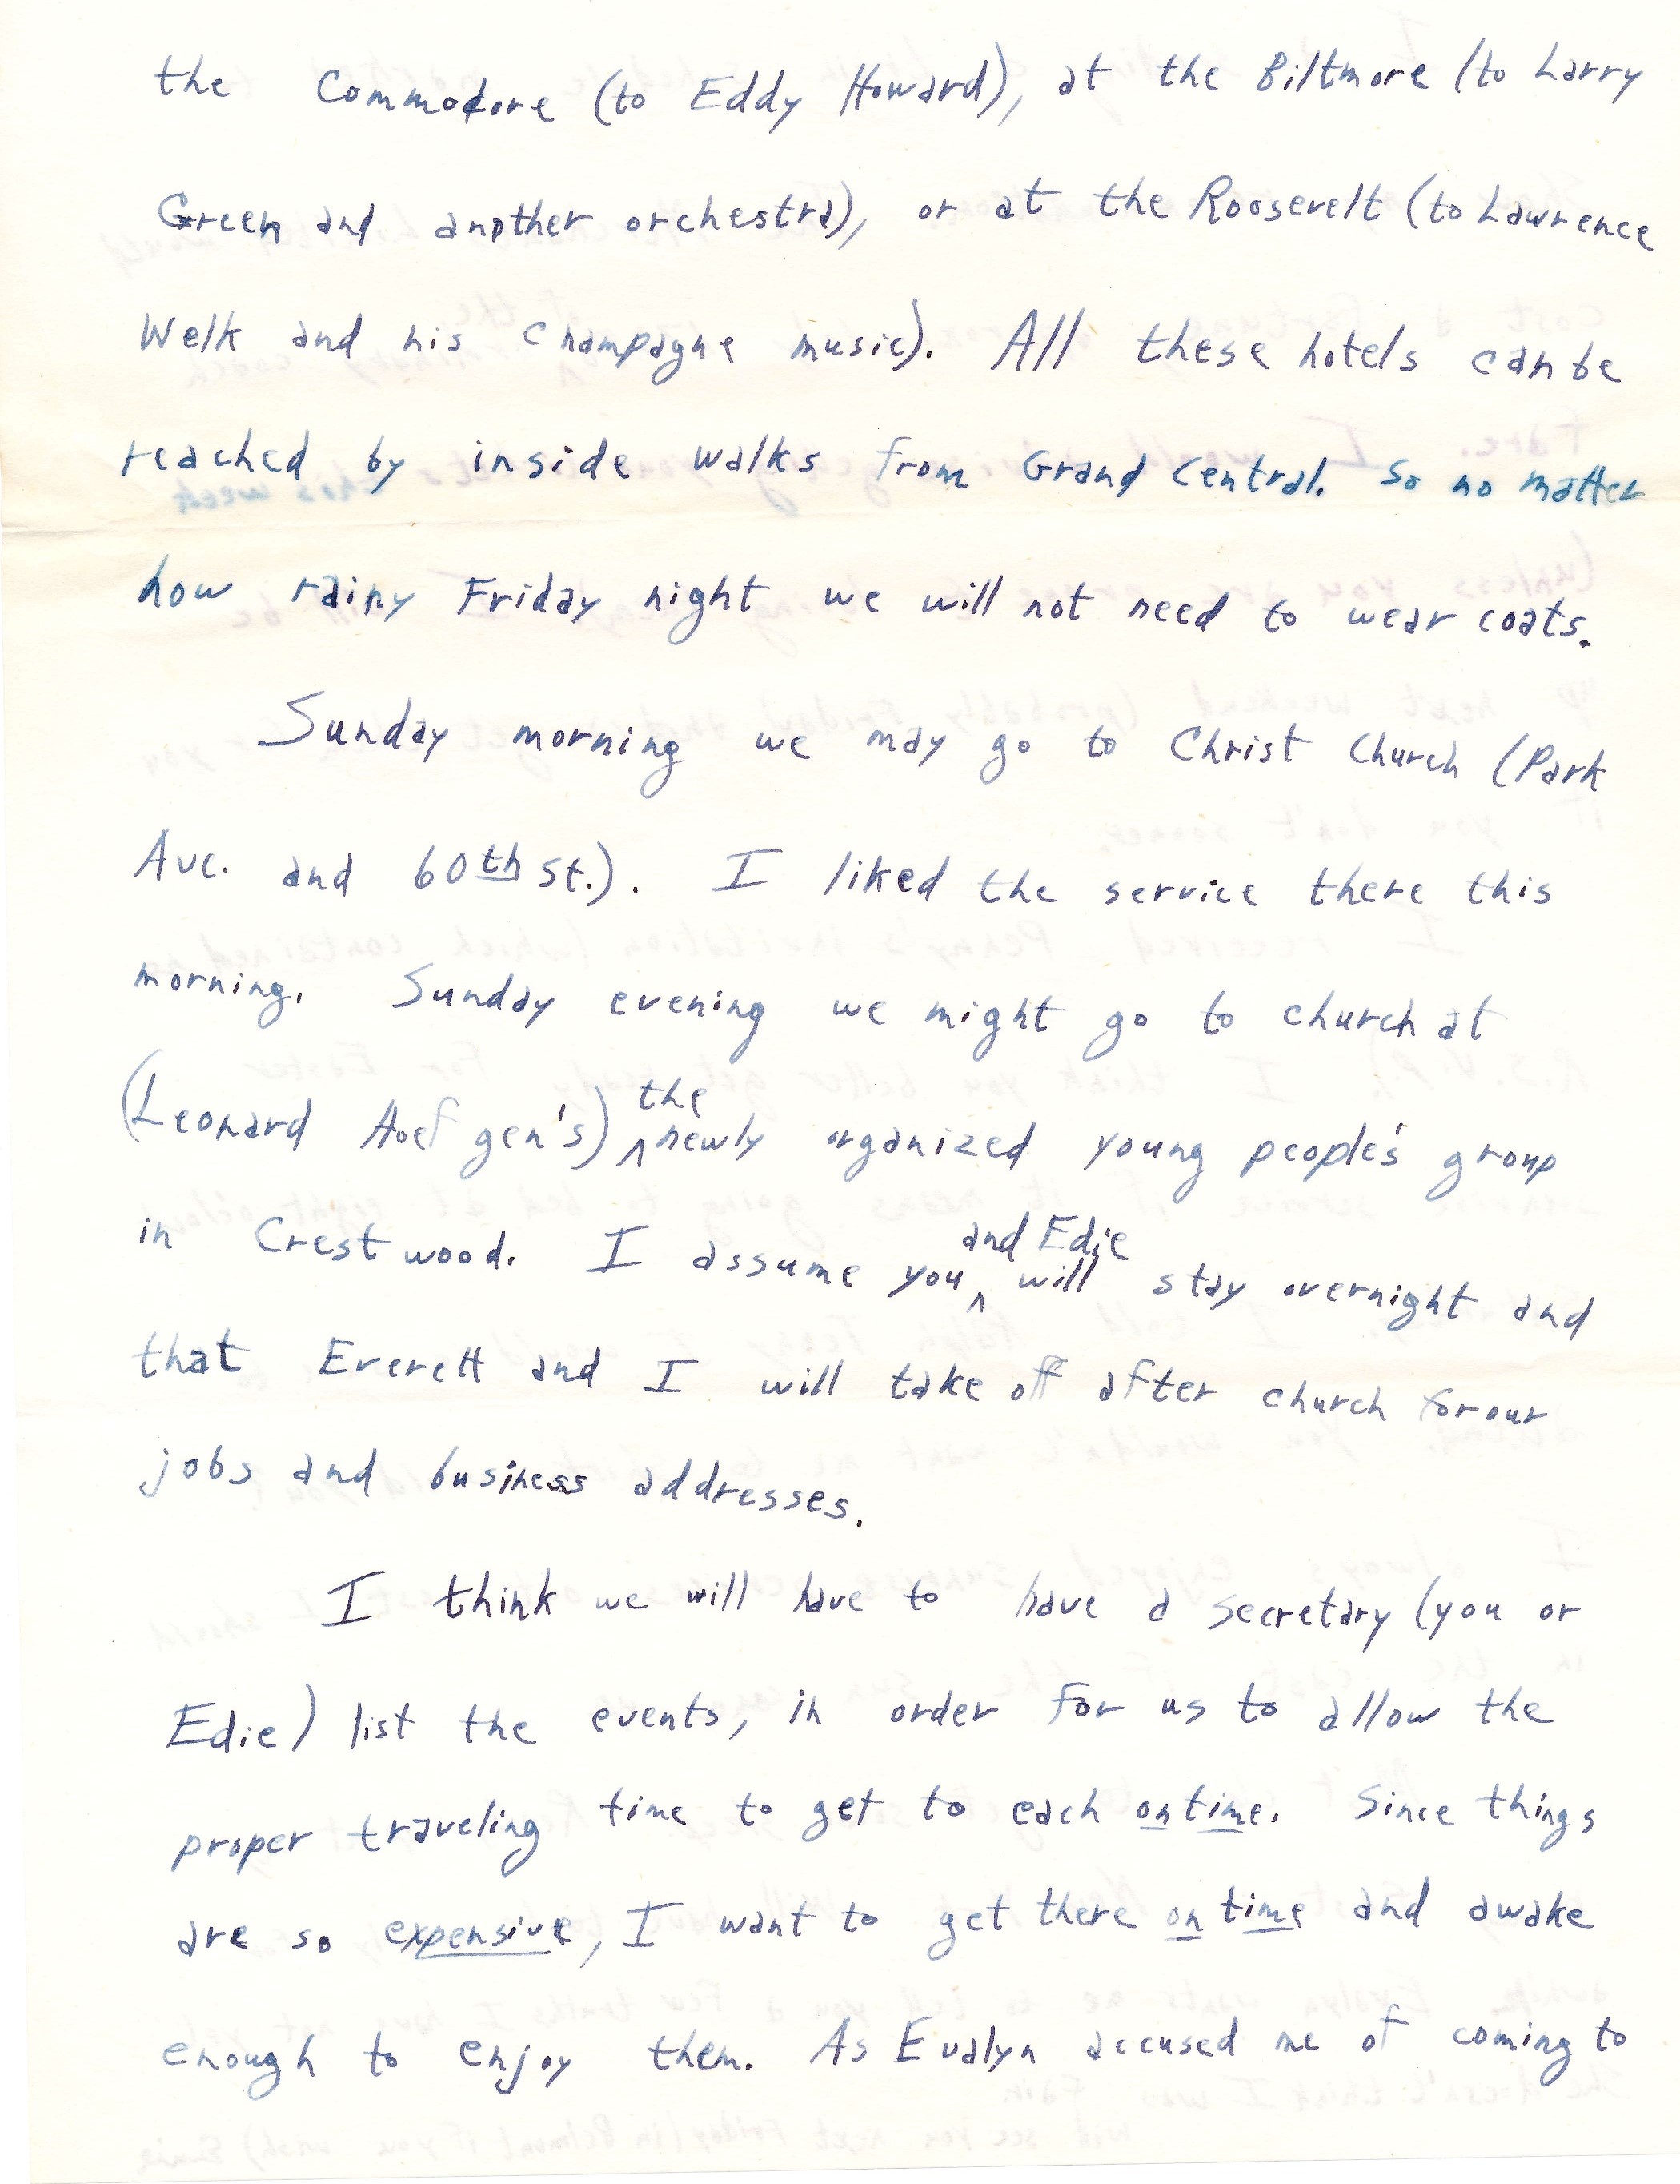 the Commodore (to Eddy Howard), at the Biltmore (to Larry
Green and another orchestra), or at the Roosevelt (to Lawrence
Welk and his Champagne music). All these hotels can be
reached by inside walks from Grand Central. So no matter
how rainy Friday night we will not need to wear coats.
Sunday morning we may go to Christ Church (Park
Ave. and 60th St.). I liked the service there this
morning. Sunday evening we might go to church at
(Leonard Hoefgen's) the newly organized young people's group
in Crestwood. I assume you and Edie will stay overnight and
that Everett and I will take off after church for our
jobs and business addresses.
I think we will have to have a secretary (you or
Edie) list the events, in order for us to allow the
proper traveling time to get to each on time. Since things
are so expensive, I want to get there on time and awake
enough to enjoy them. As Evalyn accused me of coming to